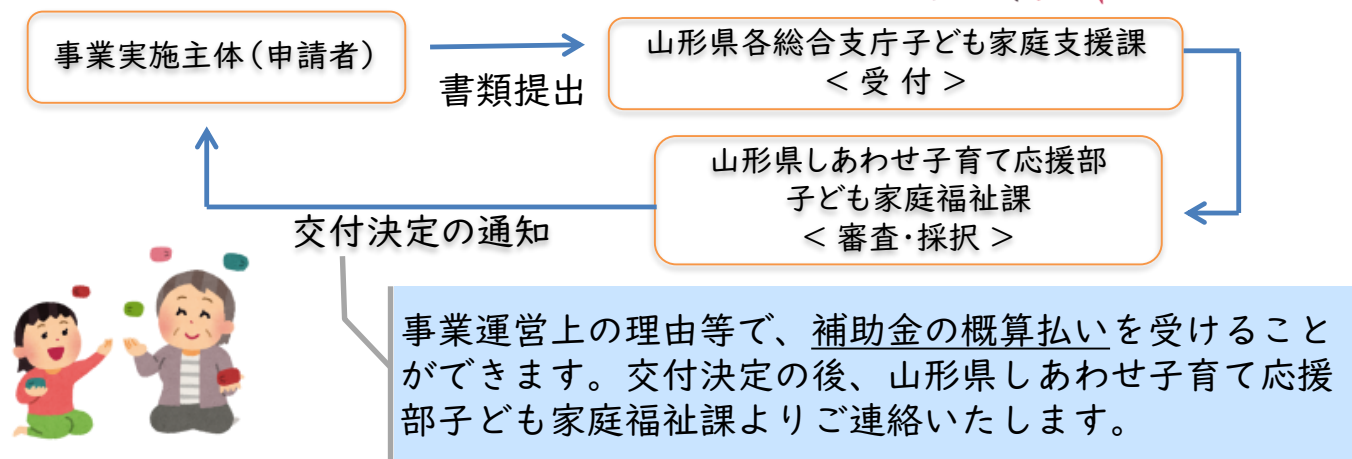 事業実施主体(申請者)
書類提出
山形県各総合支庁子ども家庭支援課
< 受 付 >
山形県しあわせ子育て応援部
子ども家庭福祉課
< 審査・採択 >
交付決定の通知
事業運営上の理由等で、補助金の概算払いを受けること
ができます。交付決定の後、山形県しあわせ子育て応援
部子ども家庭福祉課よりご連絡いたします。